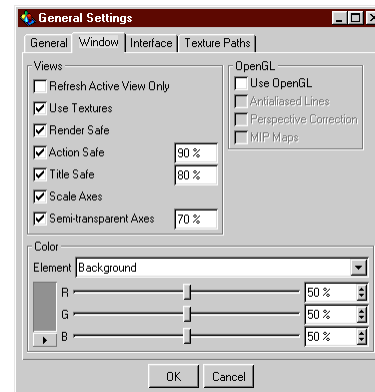 General Settings
General Window Interface Texture Paths
Views
Refresh Active View Only
Use Textures
Render Safe
Action Safe 90 %
Title Safe 80 %
Scale Axes
Semi-transparent Axes 70 %
OpenGL
Use OpenGL
Antialiased Lines
Perspective Correction
MIP Maps
Color
Element Background
R 50 %
G 50 %
B 50 %
OK Cancel